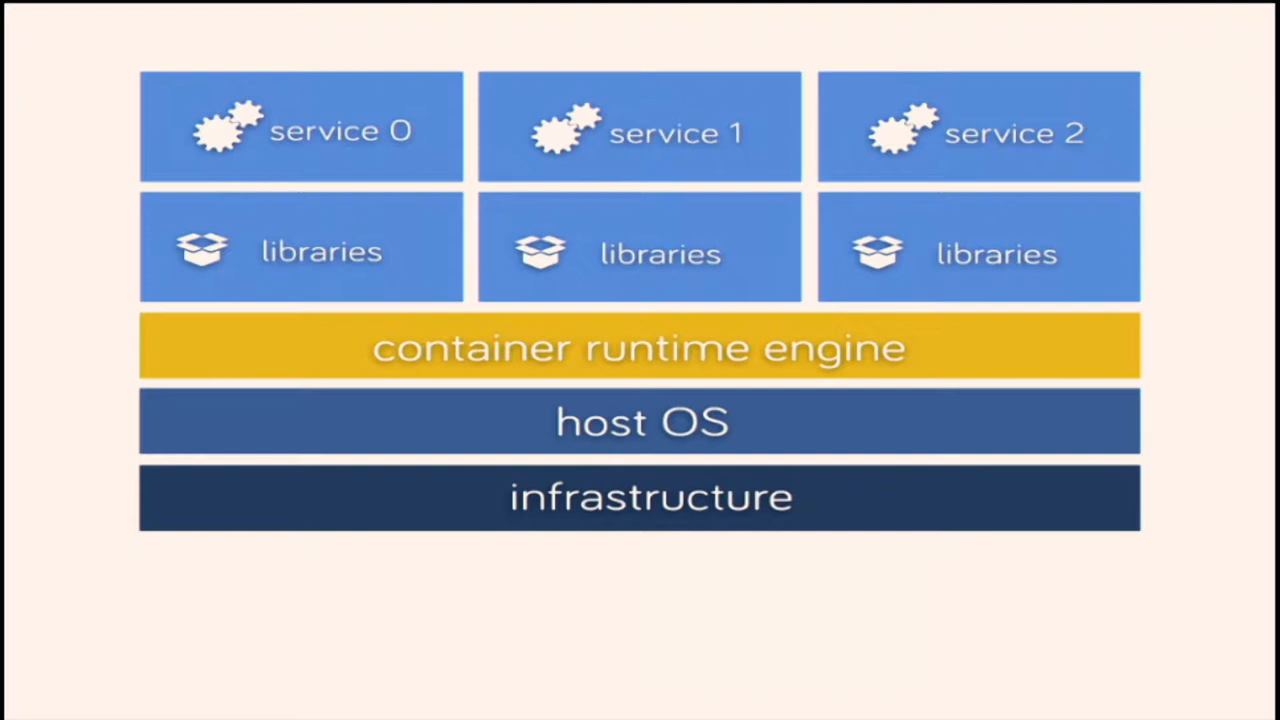 service 0
service 1
service 2
libraries
libraries
libraries
container runtime engine
host OS
infrastructure